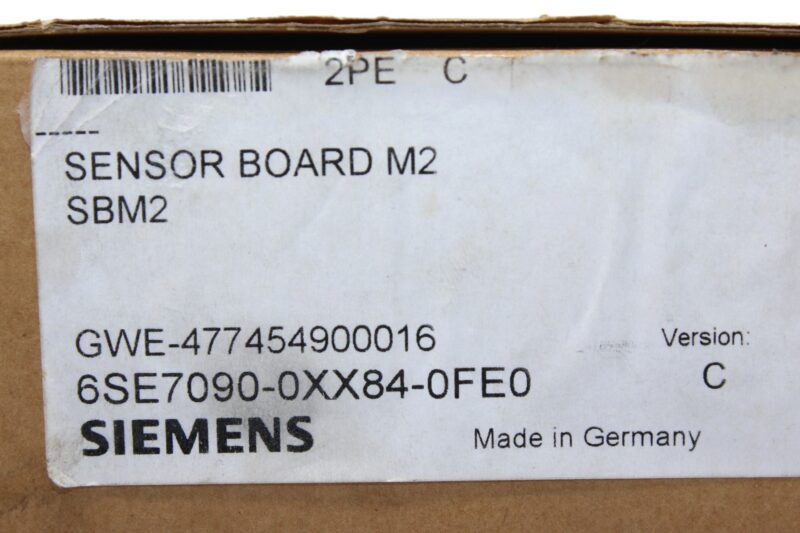 2PE C
-----
SENSOR BOARD M2
SBM2
GWE-477454900016
Version:
6SE7090-0XX84-0FE0
C
SIEMENS
Made in Germany